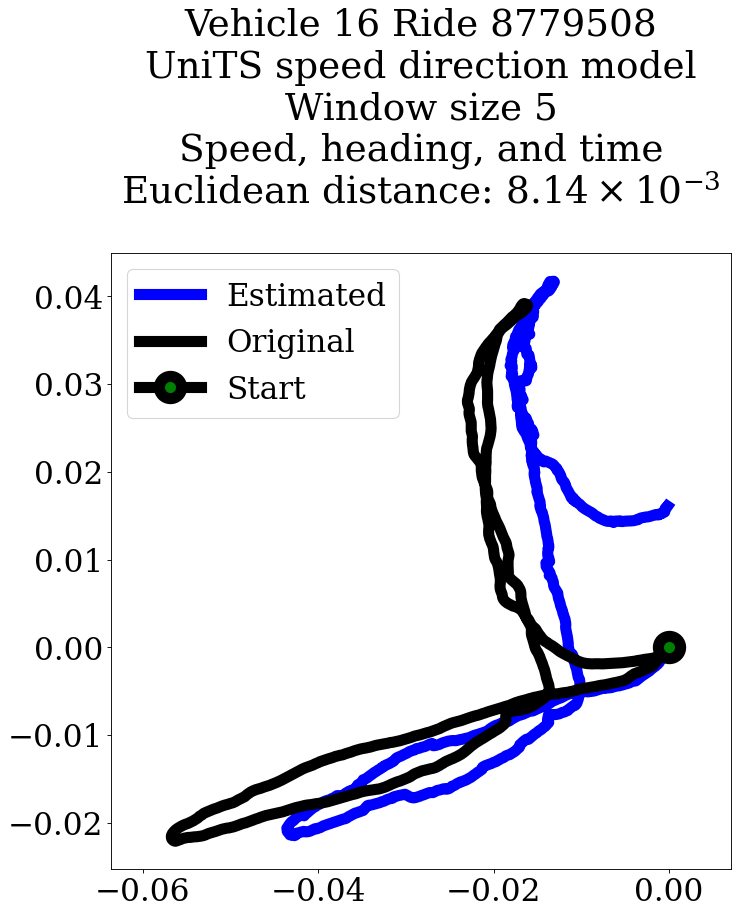 Vehicle 16 Ride 8779508
UniTS speed direction model
Window size 5
Speed, heading, and time
Euclidean distance: 8.14 × 10⁻³
Estimated
Original
Start
0.04
0.03
0.02
0.01
0.00
−0.01
−0.02
−0.06 −0.04 −0.02 0.00